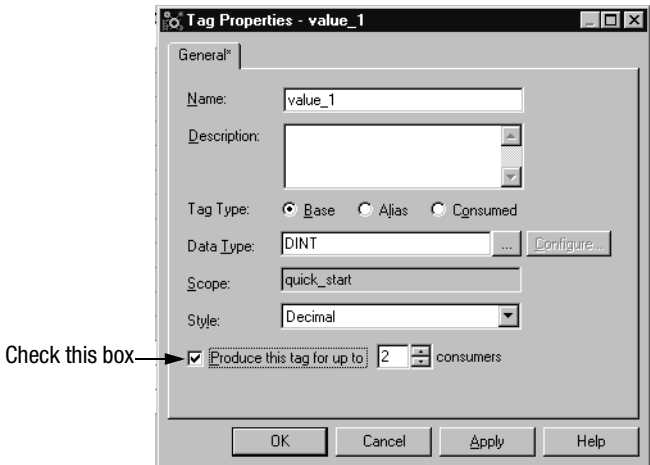 Tag Properties - value_1
General*
Name: value_1
Description:
Tag Type: Base Alias Consumed
Data Type: DINT ... Configure...
Scope: quick_start
Style: Decimal
Check this box Produce this tag for up to 2 consumers
OK Cancel Apply Help